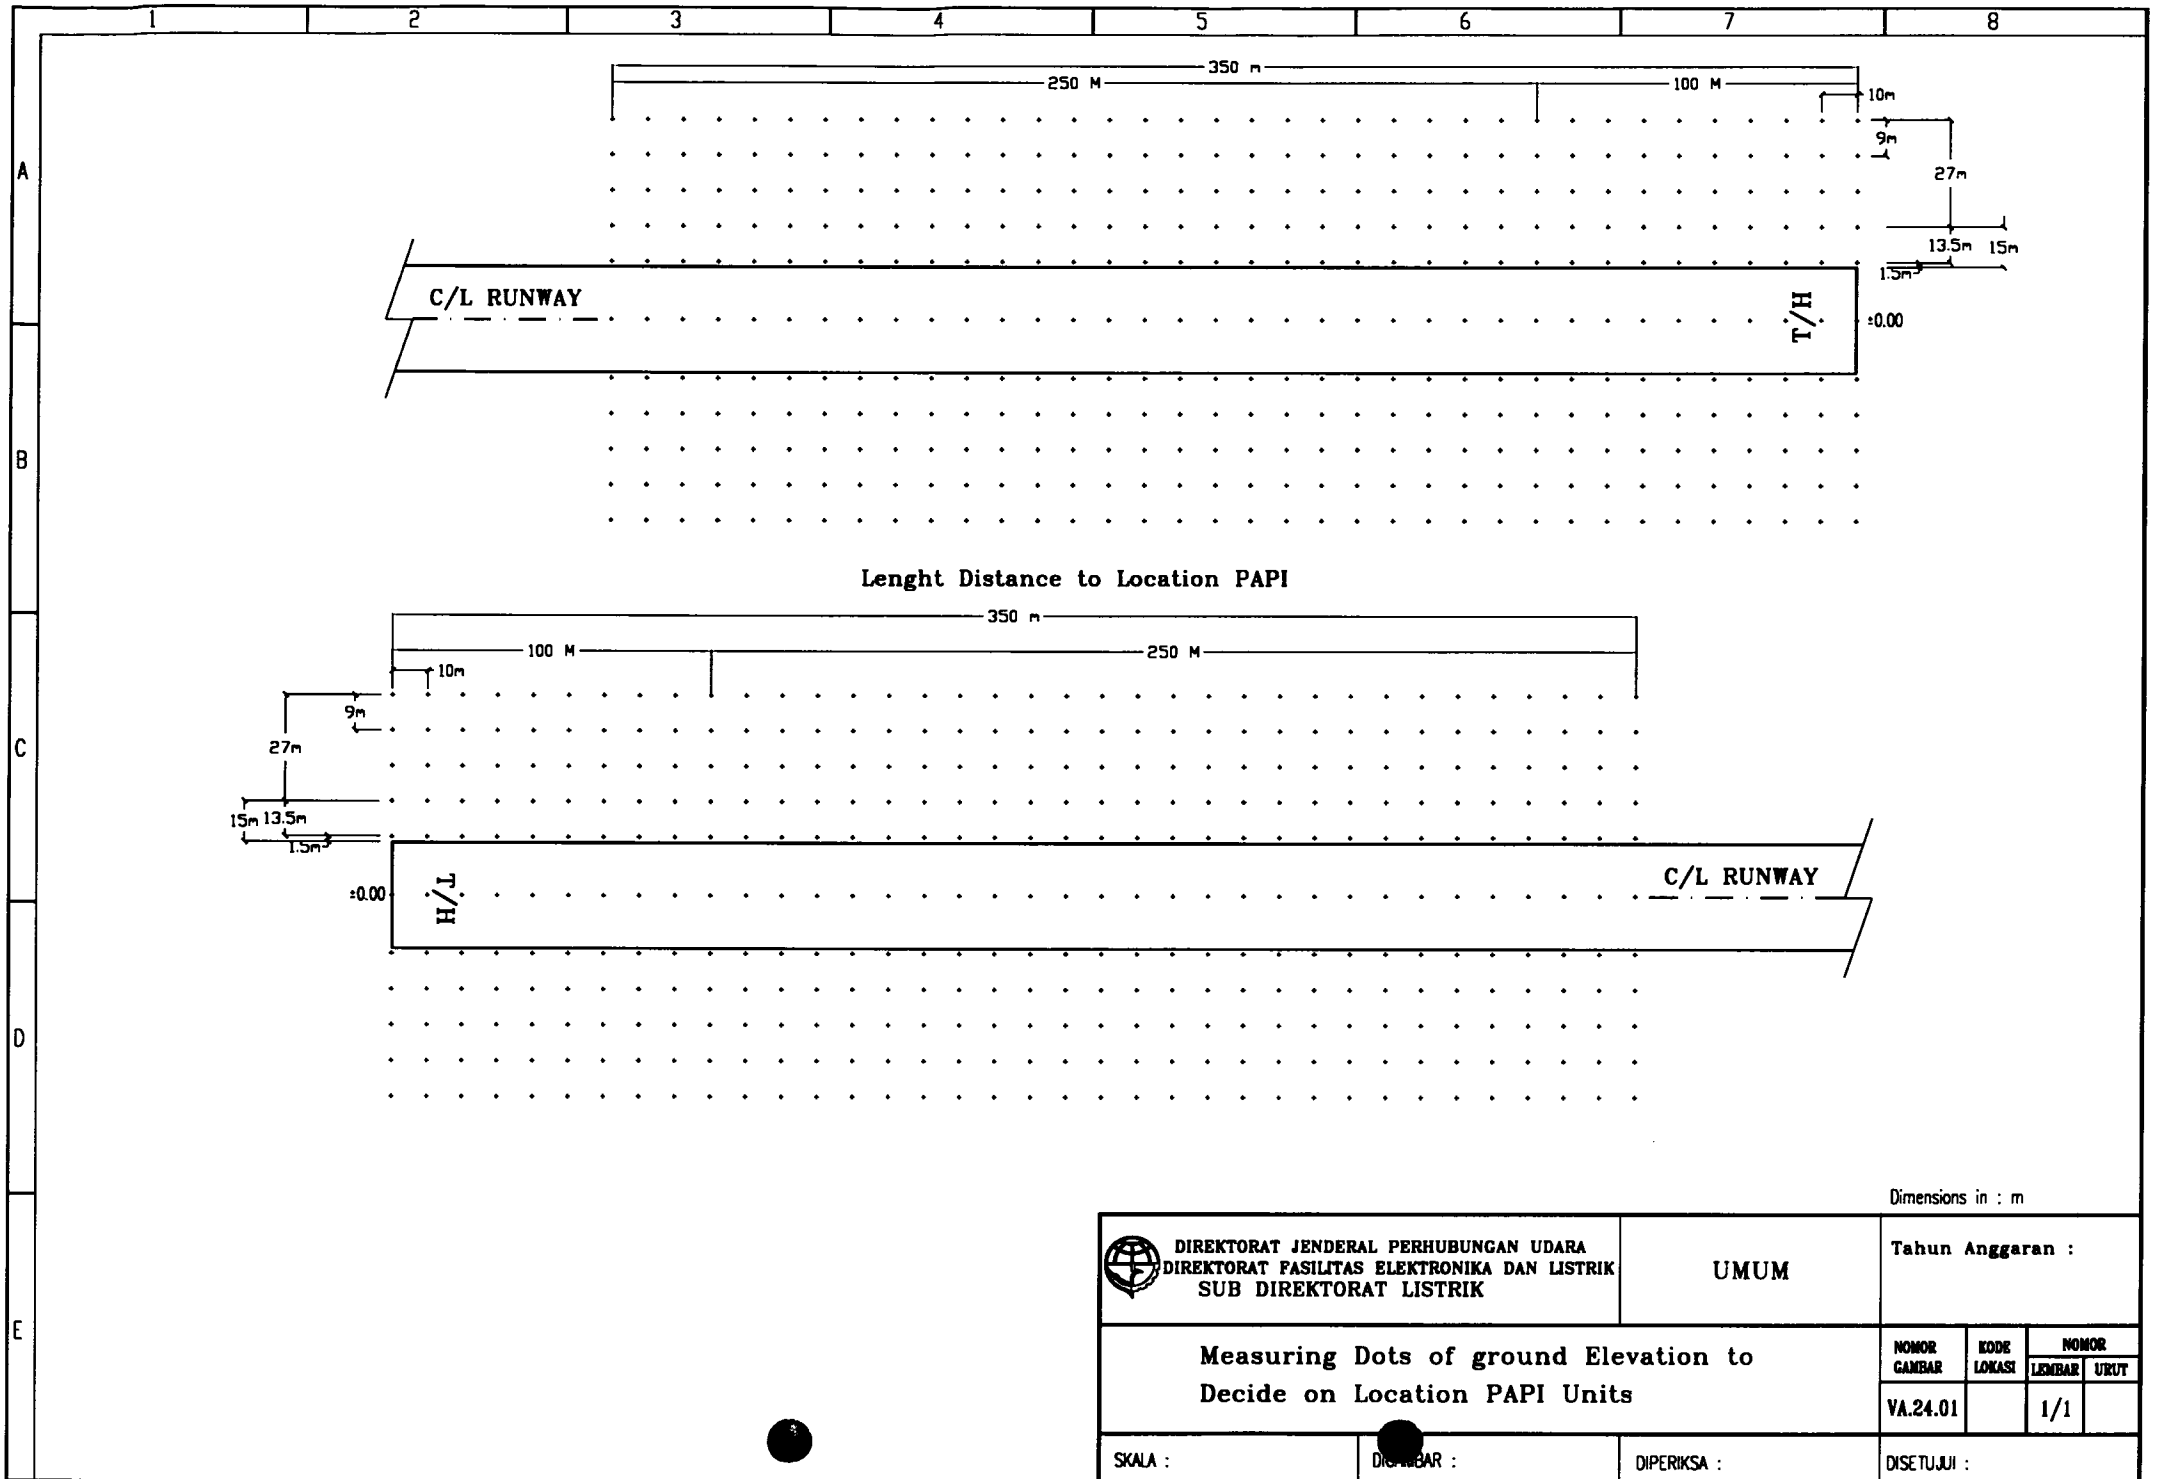 1 2 3 4 5 6 7 8
350 m
250 M 100 M
10m
9m
A
27m
13.5m 15m
1.5m
C/L RUNWAY
T/H
±0.00
B
Lenght Distance to Location PAPI
350 m
100 M 250 M
10m
9m
C
27m
15m 13.5m
1.5m
C/L RUNWAY
±0.00
T/H
D
Dimensions in : m
DIREKTORAT JENDERAL PERHUBUNGAN UDARA
DIREKTORAT FASILITAS ELEKTRONIKA DAN LISTRIK
SUB DIREKTORAT LISTRIK
UMUM
Tahun Anggaran :
E
Measuring Dots of ground Elevation to
Decide on Location PAPI Units
NOMOR GAMBAR
KODE LOKASI
NOMOR
LEMBAR URUT
VA.24.01
1/1
SKALA :
DIPERIKSA :
DISETUJUI :